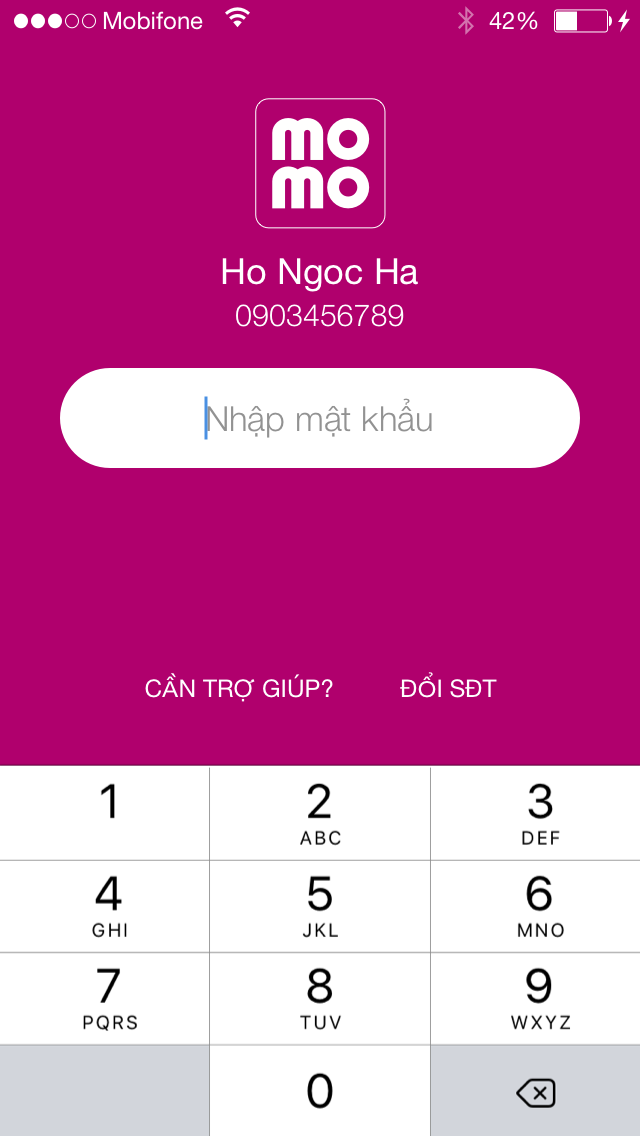 Mobifone 42%
mo
mo
Ho Ngoc Ha
0903456789
Nhập mật khẩu
CẦN TRỢ GIÚP? ĐỔI SĐT
1 2 3
ABC DEF
4 5 6
GHI JKL MNO
7 8 9
PQRS TUV WXYZ
0